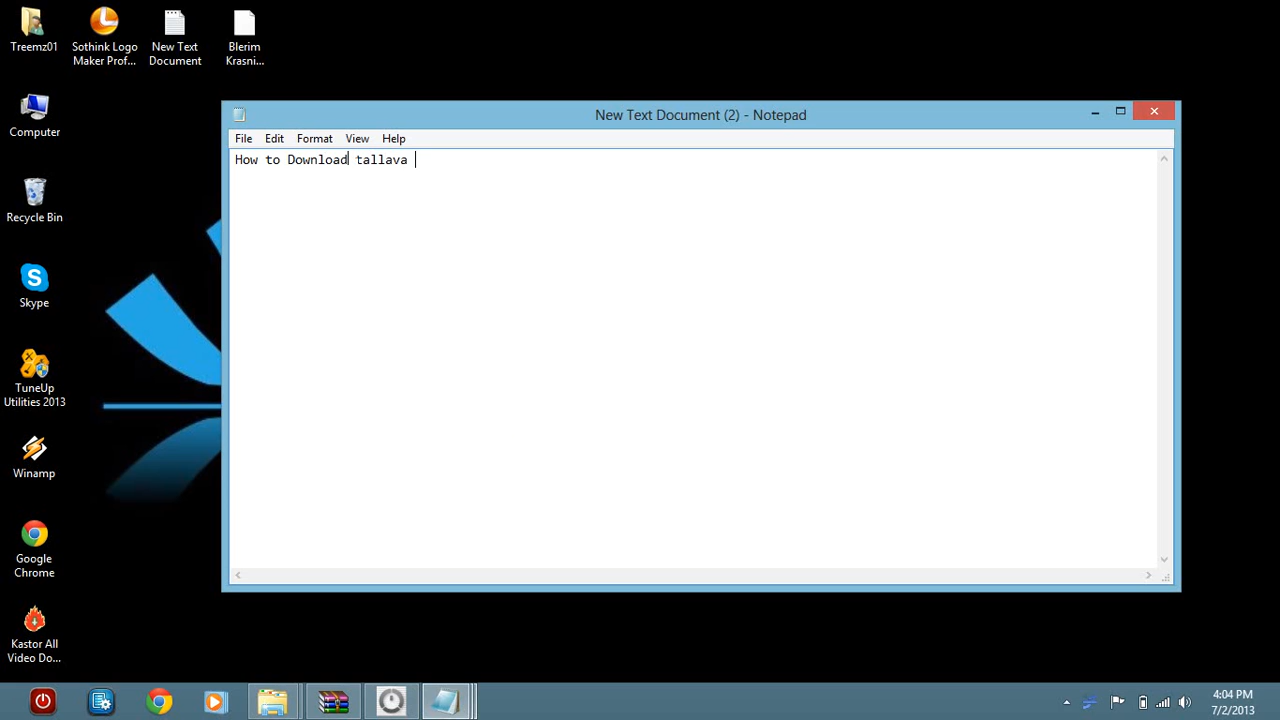 Treemz01
Sothink Logo
Maker Prof...
New Text
Document
Blerim
Krasni...
Computer
Recycle Bin
Skype
TuneUp
Utilities 2013
Winamp
Google
Chrome
Kastor All
Video Do...
New Text Document (2) - Notepad
File Edit Format View Help
How to Download tallava
4:04 PM
7/2/2013